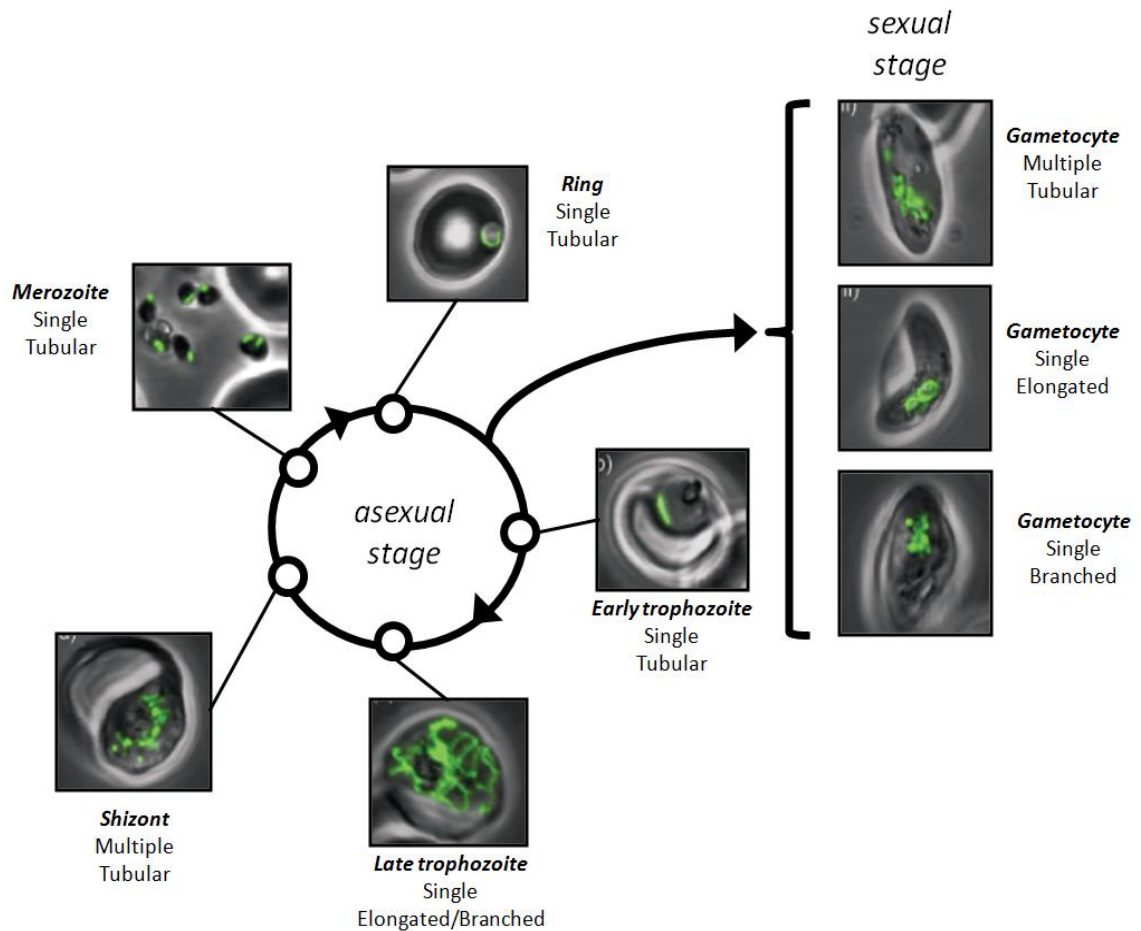 sexual
stage
Gametocyte
Multiple
Tubular
Ring
Single
Tubular
Merozoite
Single
Tubular
Gametocyte
Single
Elongated
asexual
stage
Gametocyte
Single
Branched
Early trophozoite
Single
Tubular
Shizont
Multiple
Tubular
Late trophozoite
Single
Elongated/Branched